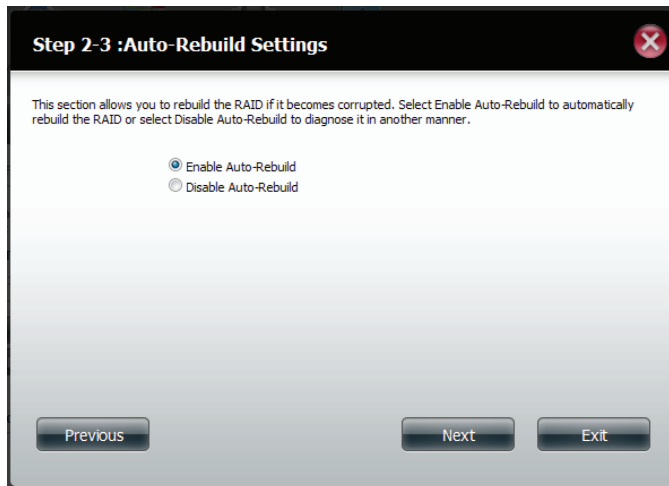 Step 2-3 :Auto-Rebuild Settings
This section allows you to rebuild the RAID if it becomes corrupted. Select Enable Auto-Rebuild to automatically
rebuild the RAID or select Disable Auto-Rebuild to diagnose it in another manner.
Enable Auto-Rebuild
Disable Auto-Rebuild
Previous
Next
Exit